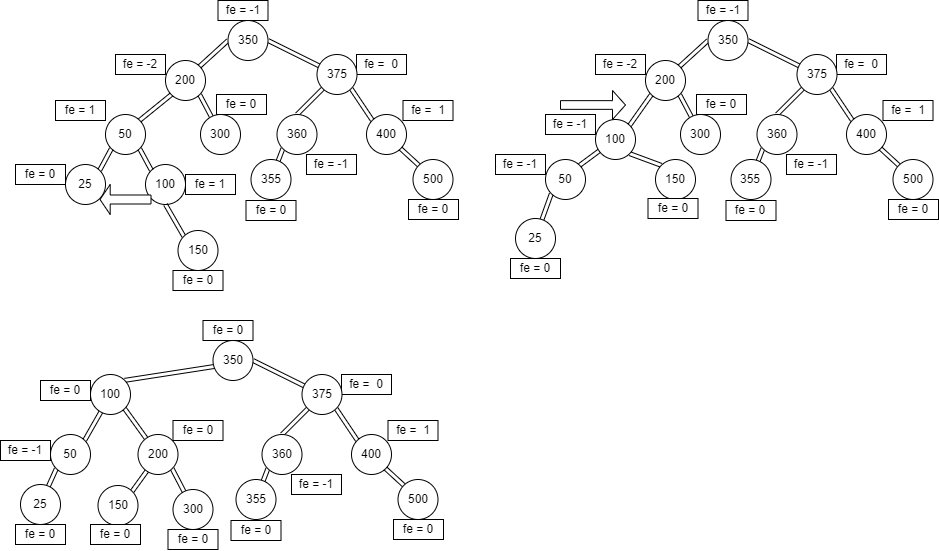 fe = -1
350
fe = -2
200
375
fe =  0
fe = 1
50
fe = 0
300
360
400
fe =  1
fe = 0
25
100
fe = 1
355
fe = -1
500
fe = 0
fe = 0
150
fe = 0
fe = -1
350
fe = -2
200
375
fe =  0
fe = 0
300
360
400
fe =  1
fe = -1
100
fe = -1
50
150
355
fe = -1
500
fe = 0
fe = 0
fe = 0
25
fe = 0
fe = 0
350
fe = 0
100
375
fe =  0
fe = 0
fe =  1
fe = -1
50
200
360
400
fe = -1
25
150
300
355
500
fe = 0
fe = 0
fe = 0
fe = 0
fe = 0